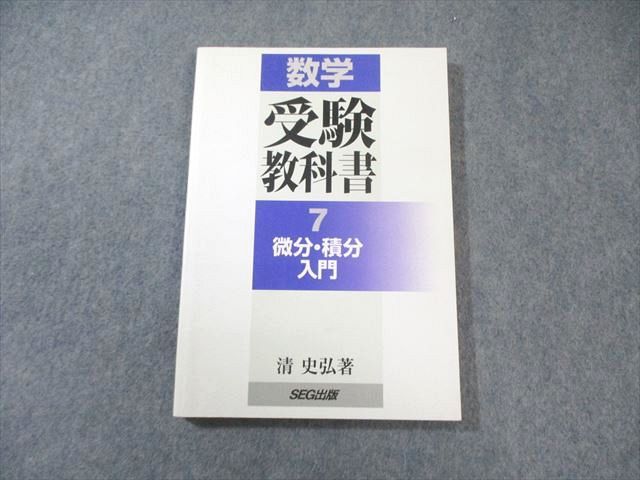 数学
受験
教科書
7
微分・積分
入門
清 史弘著
SEG出版